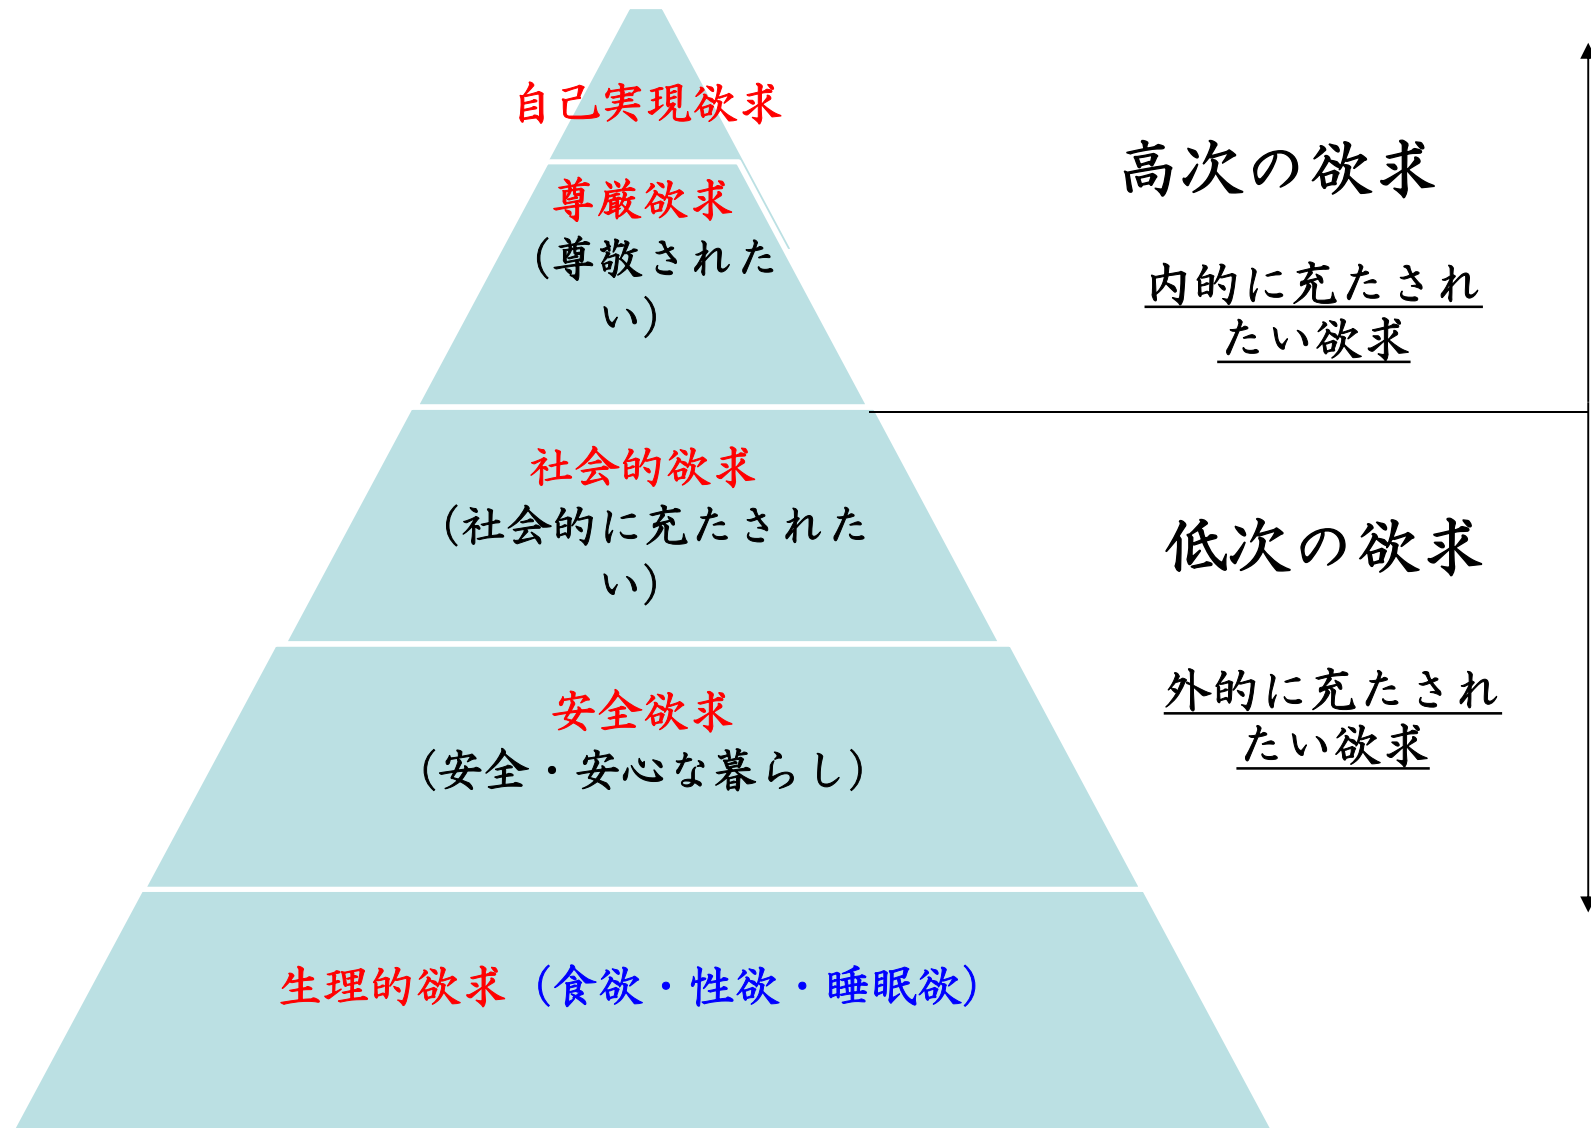 自己実現欲求
尊厳欲求
（尊敬された
い）
社会的欲求
（社会的に充たされた
い）
安全欲求
（安全・安心な暮らし）
生理的欲求（食欲・性欲・睡眠欲）
高次の欲求
内的に充たされ
たい欲求
低次の欲求
外的に充たされ
たい欲求